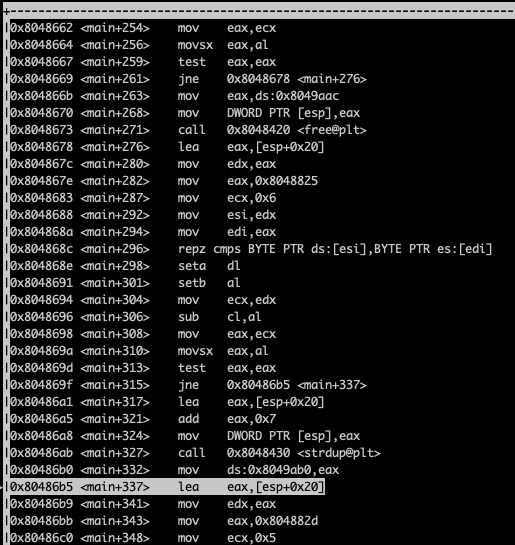 0x8048662 <main+254> mov eax,ecx
0x8048664 <main+256> movsx eax,al
0x8048667 <main+259> test eax,eax
0x8048669 <main+261> jne 0x8048678 <main+276>
0x804866b <main+263> mov eax,ds:0x8049aac
0x8048670 <main+268> mov DWORD PTR [esp],eax
0x8048673 <main+271> call 0x8048420 <free@plt>
0x8048678 <main+276> lea eax,[esp+0x20]
0x804867c <main+280> mov edx,eax
0x804867e <main+282> mov eax,0x8048825
0x8048683 <main+287> mov ecx,0x6
0x8048688 <main+292> mov esi,edx
0x804868a <main+294> mov edi,eax
0x804868c <main+296> repz cmps BYTE PTR ds:[esi],BYTE PTR es:[edi]
0x804868e <main+298> seta dl
0x8048691 <main+301> setb al
0x8048694 <main+304> mov ecx,edx
0x8048696 <main+306> sub cl,al
0x8048698 <main+308> mov eax,ecx
0x804869a <main+310> movsx eax,al
0x804869d <main+313> test eax,eax
0x804869f <main+315> jne 0x80486b5 <main+337>
0x80486a1 <main+317> lea eax,[esp+0x20]
0x80486a5 <main+321> add eax,0x7
0x80486a8 <main+324> mov DWORD PTR [esp],eax
0x80486ab <main+327> call 0x8048430 <strdup@plt>
0x80486b0 <main+332> mov ds:0x8049ab0,eax
0x80486b5 <main+337> lea eax,[esp+0x20]
0x80486b9 <main+341> mov edx,eax
0x80486bb <main+343> mov eax,0x804882d
0x80486c0 <main+348> mov ecx,0x5